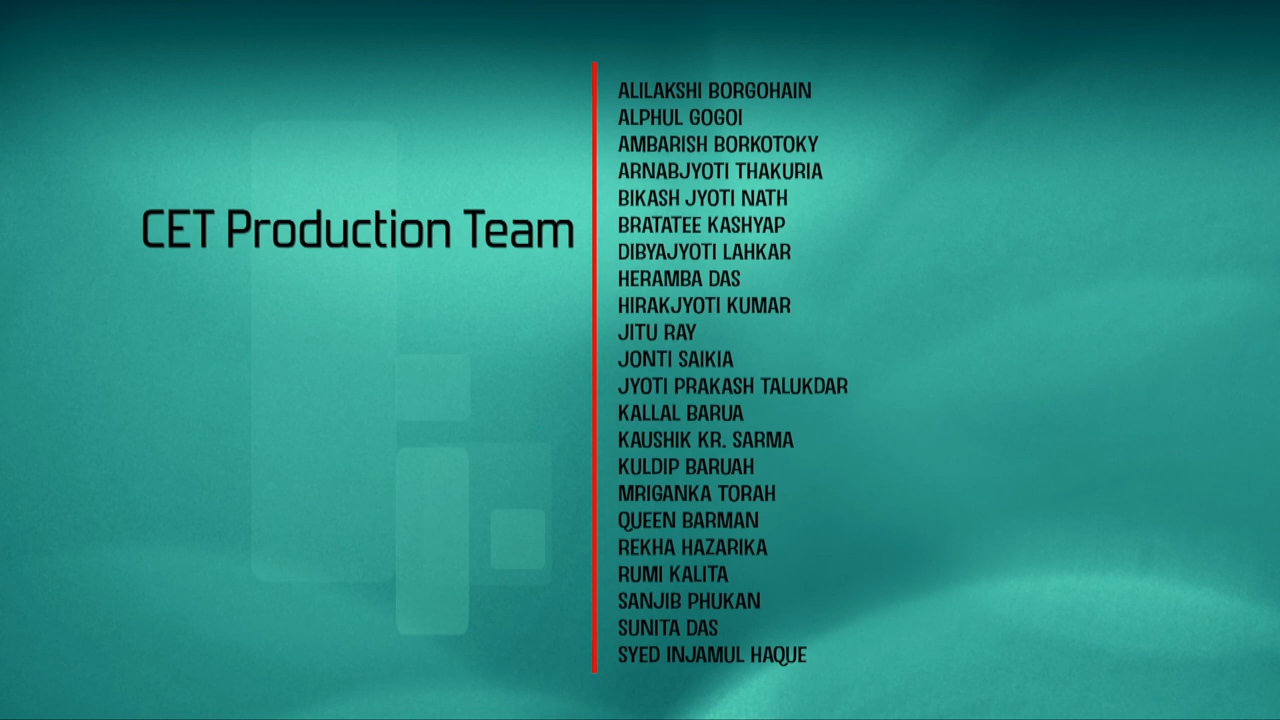 CET Production Team
ALILAKSHI BORGOHAIN
ALPHUL GOGOI
AMBARISH BORKOTOKY
ARNABJYOTI THAKURIA
BIKASH JYOTI NATH
BRATATEE KASHYAP
DIBYAJYOTI LAHKAR
HERAMBA DAS
HIRAKJYOTI KUMAR
JITU RAY
JONTI SAIKIA
JYOTI PRAKASH TALUKDAR
KALLAL BARUA
KAUSHIK KR. SARMA
KULDIP BARUAH
MRIGANKA TORAH
QUEEN BARMAN
REKHA HAZARIKA
RUMI KALITA
SANJIB PHUKAN
SUNITA DAS
SYED INJAMUL HAQUE